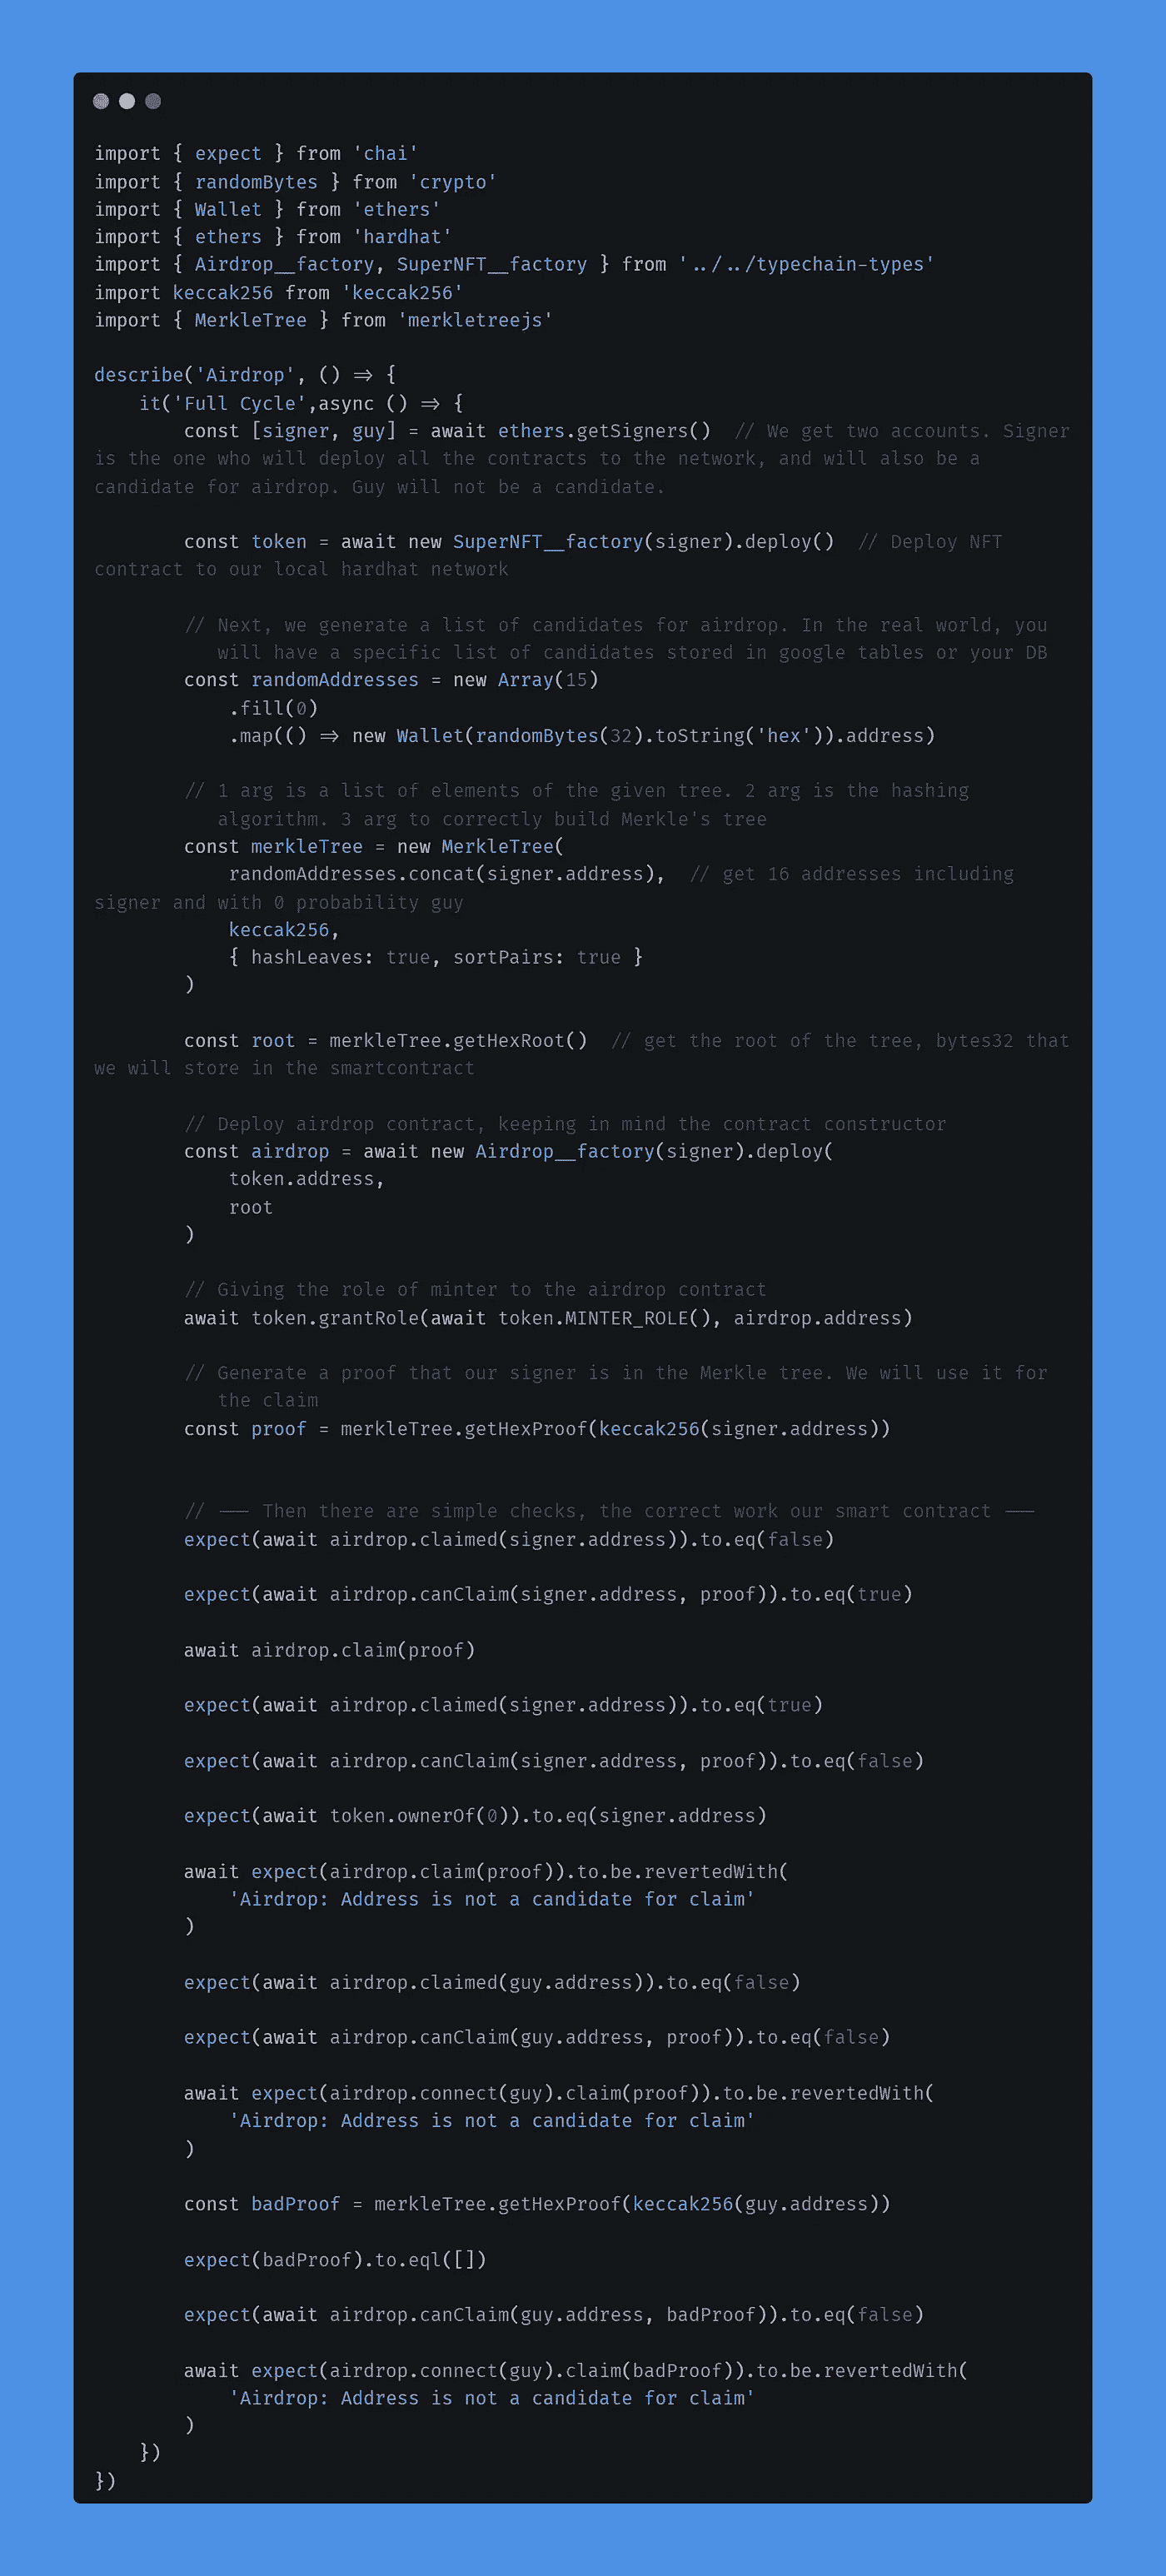 import { expect } from 'chai'
import { randomBytes } from 'crypto'
import { Wallet } from 'ethers'
import { ethers } from 'hardhat'
import { Airdrop__factory, SuperNFT__factory } from '../../typechain-types'
import keccak256 from 'keccak256'
import { MerkleTree } from 'merkletreejs'

describe('Airdrop', () => {
    it('Full Cycle',async () => {
        const [signer, guy] = await ethers.getSigners()  // We get two accounts. Signer
is the one who will deploy all the contracts to the network, and will also be a
candidate for airdrop. Guy will not be a candidate.

        const token = await new SuperNFT__factory(signer).deploy()  // Deploy NFT
contract to our local hardhat network

        // Next, we generate a list of candidates for airdrop. In the real world, you
           will have a specific list of candidates stored in google tables or your DB
        const randomAddresses = new Array(15)
            .fill(0)
            .map(() => new Wallet(randomBytes(32).toString('hex')).address)

        // 1 arg is a list of elements of the given tree. 2 arg is the hashing
           algorithm. 3 arg to correctly build Merkle's tree
        const merkleTree = new MerkleTree(
            randomAddresses.concat(signer.address),  // get 16 addresses including
signer and with 0 probability guy
            keccak256,
            { hashLeaves: true, sortPairs: true }
        )

        const root = merkleTree.getHexRoot()  // get the root of the tree, bytes32 that
we will store in the smartcontract

        // Deploy airdrop contract, keeping in mind the contract constructor
        const airdrop = await new Airdrop__factory(signer).deploy(
            token.address,
            root
        )

        // Giving the role of minter to the airdrop contract
        await token.grantRole(await token.MINTER_ROLE(), airdrop.address)

        // Generate a proof that our signer is in the Merkle tree. We will use it for
           the claim
        const proof = merkleTree.getHexProof(keccak256(signer.address))

        // --- Then there are simple checks, the correct work our smart contract ---
        expect(await airdrop.claimed(signer.address)).to.eq(false)

        expect(await airdrop.canClaim(signer.address, proof)).to.eq(true)

        await airdrop.claim(proof)

        expect(await airdrop.claimed(signer.address)).to.eq(true)

        expect(await airdrop.canClaim(signer.address, proof)).to.eq(false)

        expect(await token.ownerOf(0)).to.eq(signer.address)

        await expect(airdrop.claim(proof)).to.be.revertedWith(
            'Airdrop: Address is not a candidate for claim'
        )

        expect(await airdrop.claimed(guy.address)).to.eq(false)

        expect(await airdrop.canClaim(guy.address, proof)).to.eq(false)

        await expect(airdrop.connect(guy).claim(proof)).to.be.revertedWith(
            'Airdrop: Address is not a candidate for claim'
        )

        const badProof = merkleTree.getHexProof(keccak256(guy.address))

        expect(badProof).to.eql([])

        expect(await airdrop.canClaim(guy.address, badProof)).to.eq(false)

        await expect(airdrop.connect(guy).claim(badProof)).to.be.revertedWith(
            'Airdrop: Address is not a candidate for claim'
        )
    })
})